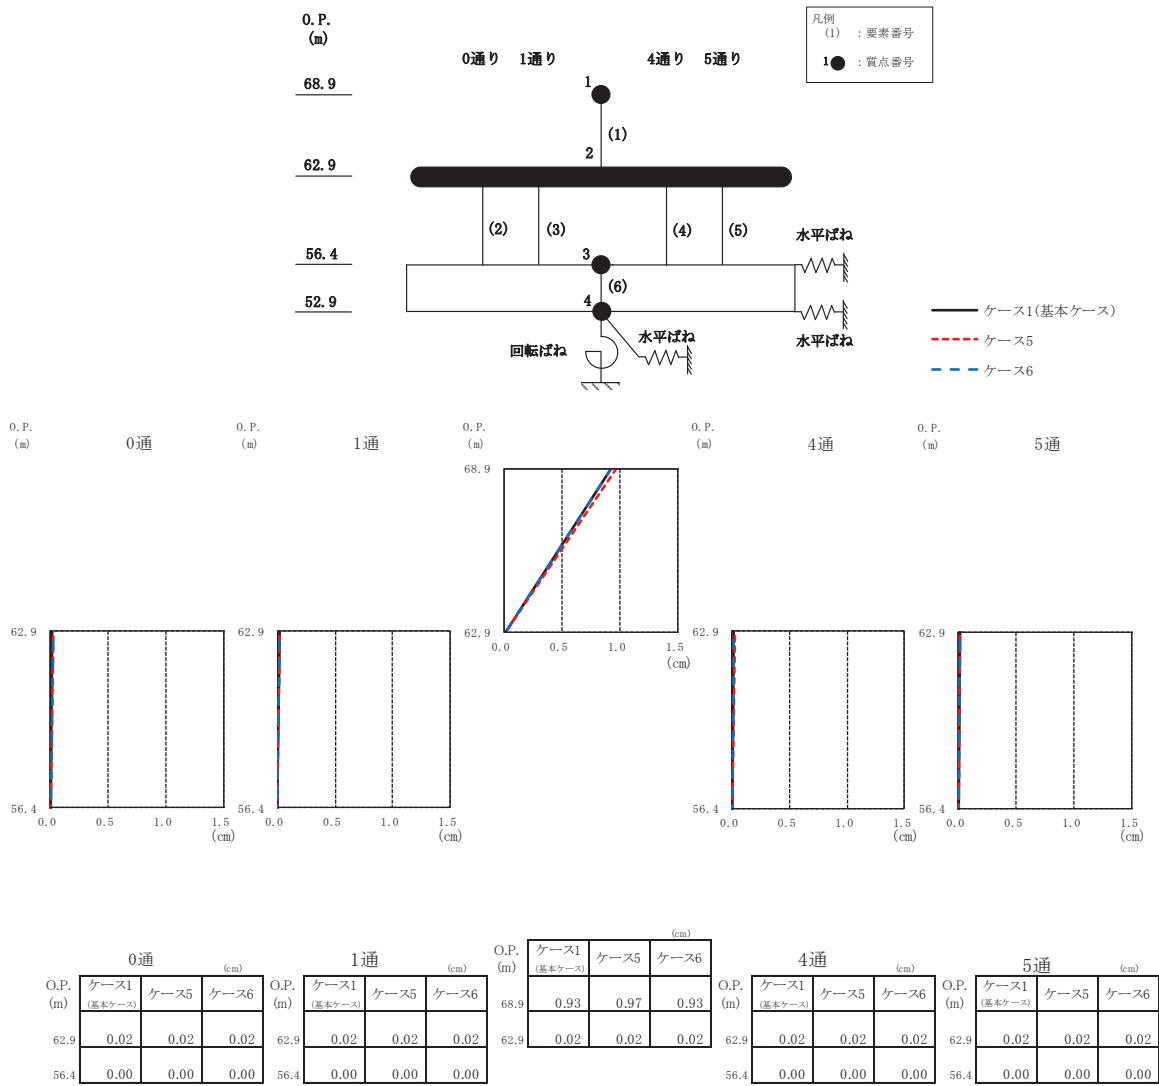 O.P.
(m)
0通り 1通り 4通り 5通り
凡例
(1) : 要素番号
1 : 質点番号
68.9
1
(1)
2
62.9
(2) (3) (4) (5)
水平ばね
56.4
3
(6)
52.9
4
水平ばね
水平ばね
回転ばね
ケース1(基本ケース)
ケース5
ケース6
O.P.
(m)
0通
62.9
56.4
0.0 0.5 1.0 1.5
(cm)
O.P.
(m)
1通
62.9
56.4
0.0 0.5 1.0 1.5
(cm)
O.P.
(m)
68.9
62.9
0.0 0.5 1.0 1.5
(cm)
O.P.
(m)
4通
62.9
56.4
0.0 0.5 1.0 1.5
(cm)
O.P.
(m)
5通
62.9
56.4
0.0 0.5 1.0 1.5
(cm)
0通 (cm)
O.P.
(m)
ケース1
(基本ケース)
ケース5 ケース6
62.9 0.02 0.02 0.02
56.4 0.00 0.00 0.00
1通 (cm)
O.P.
(m)
ケース1
(基本ケース)
ケース5 ケース6
62.9 0.02 0.02 0.02
56.4 0.00 0.00 0.00
(cm)
O.P.
(m)
ケース1
(基本ケース)
ケース5 ケース6
68.9 0.93 0.97 0.93
62.9 0.02 0.02 0.02
4通 (cm)
O.P.
(m)
ケース1
(基本ケース)
ケース5 ケース6
62.9 0.02 0.02 0.02
56.4 0.00 0.00 0.00
5通 (cm)
O.P.
(m)
ケース1
(基本ケース)
ケース5 ケース6
62.9 0.02 0.02 0.02
56.4 0.00 0.00 0.00